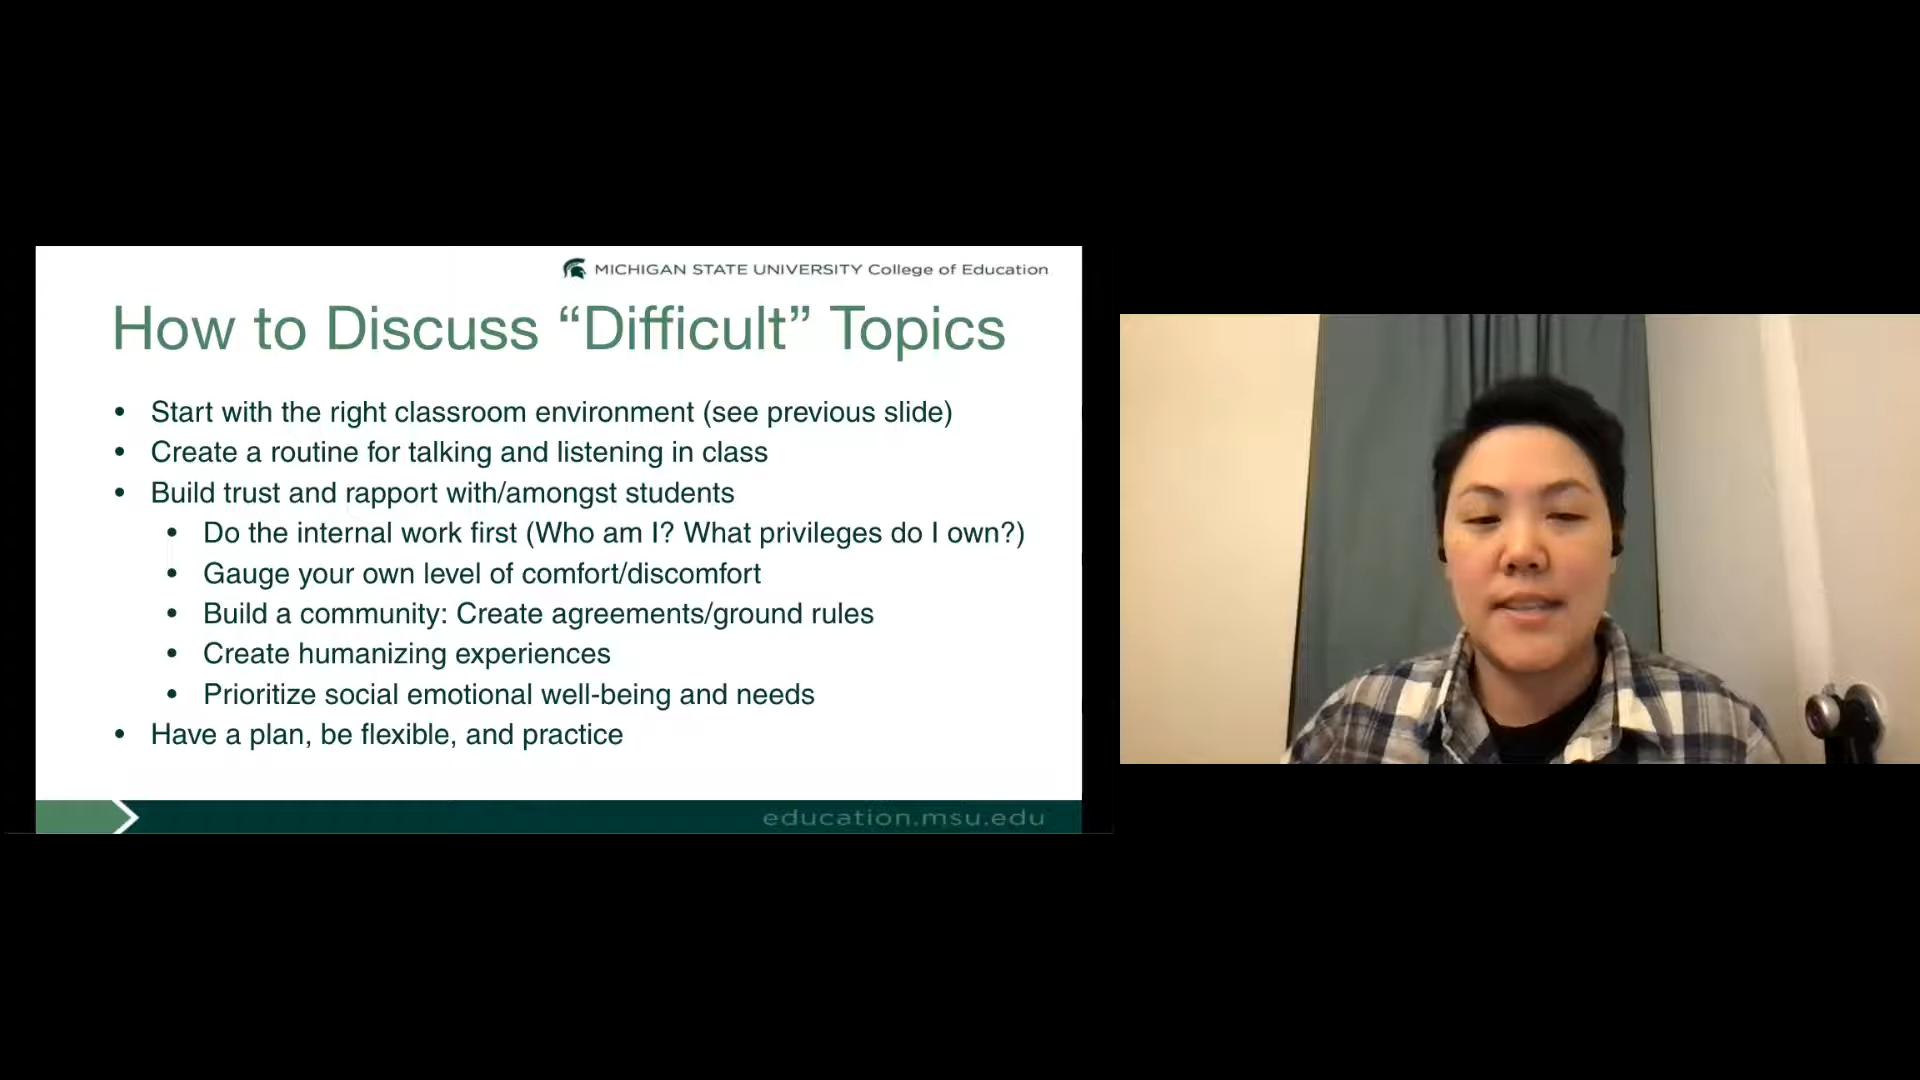 MICHIGAN STATE UNIVERSITY College of Education
How to Discuss “Difficult” Topics
• Start with the right classroom environment (see previous slide)
• Create a routine for talking and listening in class
• Build trust and rapport with/amongst students
• Do the internal work first (Who am I? What privileges do I own?)
• Gauge your own level of comfort/discomfort
• Build a community: Create agreements/ground rules
• Create humanizing experiences
• Prioritize social emotional well-being and needs
• Have a plan, be flexible, and practice
education.msu.edu